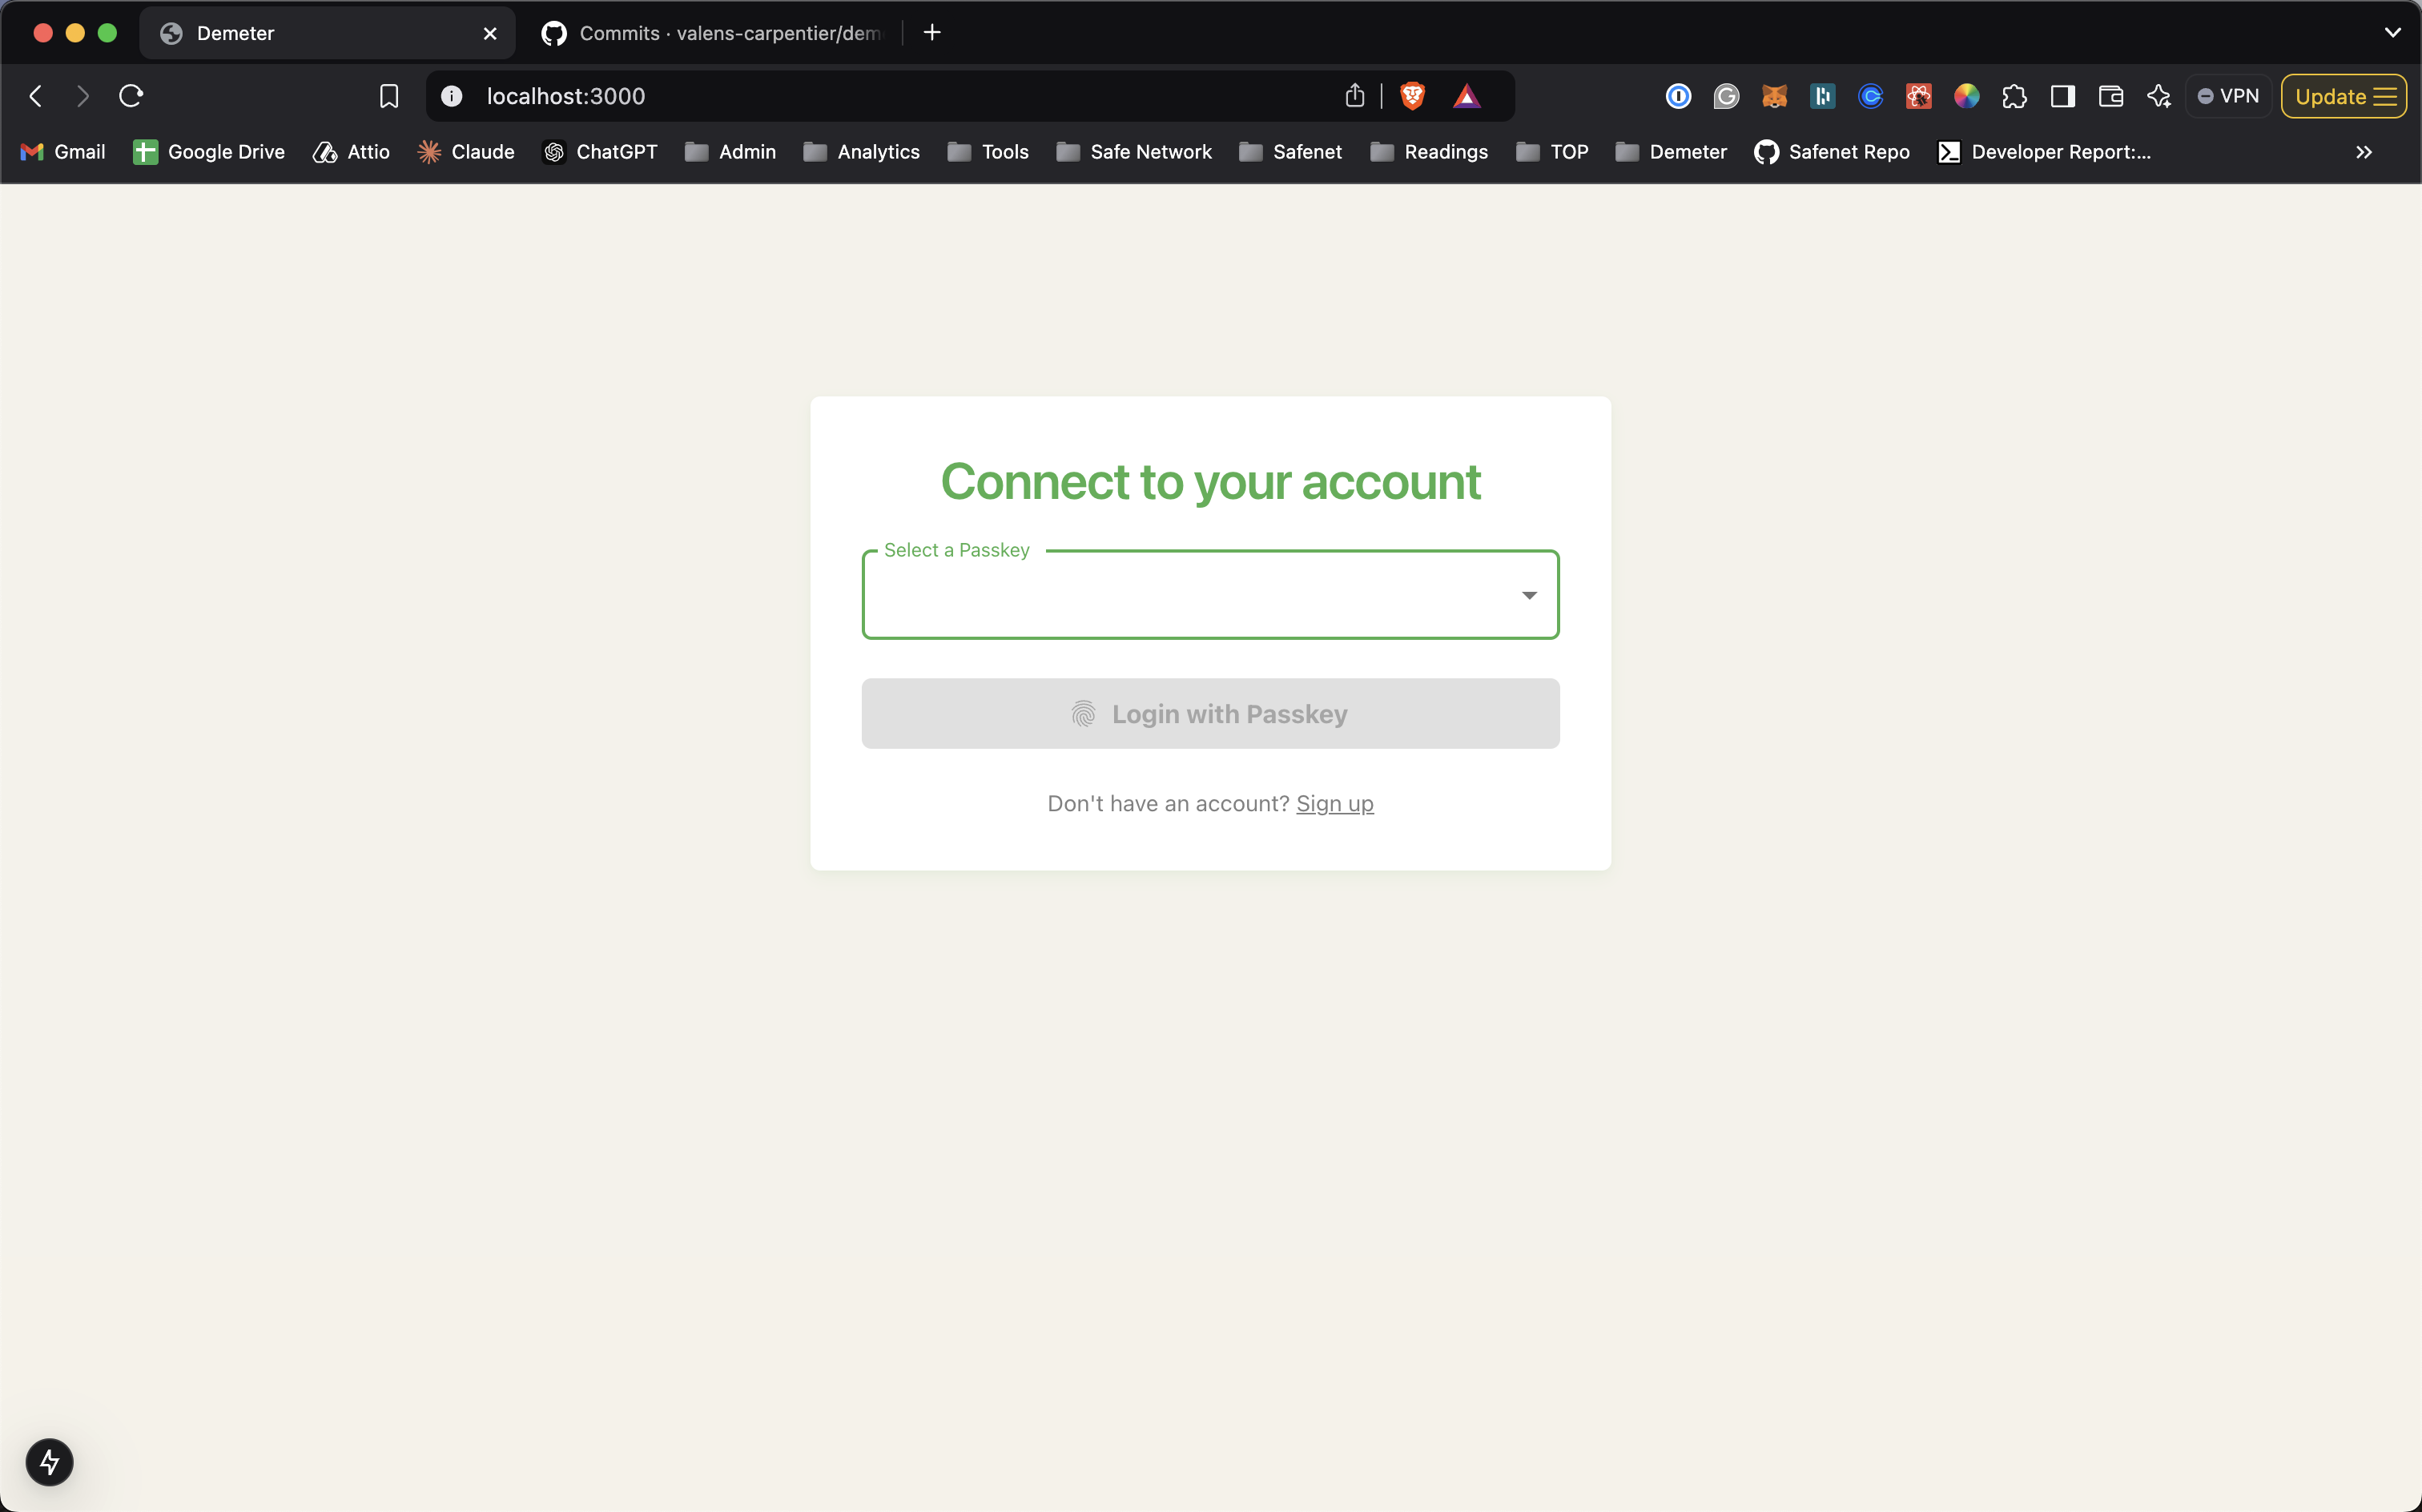 Demeter
Commits · valens-carpentier/dem
localhost:3000
VPN
Update
Gmail
Google Drive
Attio
Claude
ChatGPT
Admin
Analytics
Tools
Safe Network
Safenet
Readings
TOP
Demeter
Safenet Repo
Developer Report:...
Connect to your account
Select a Passkey
Login with Passkey
Don't have an account? Sign up